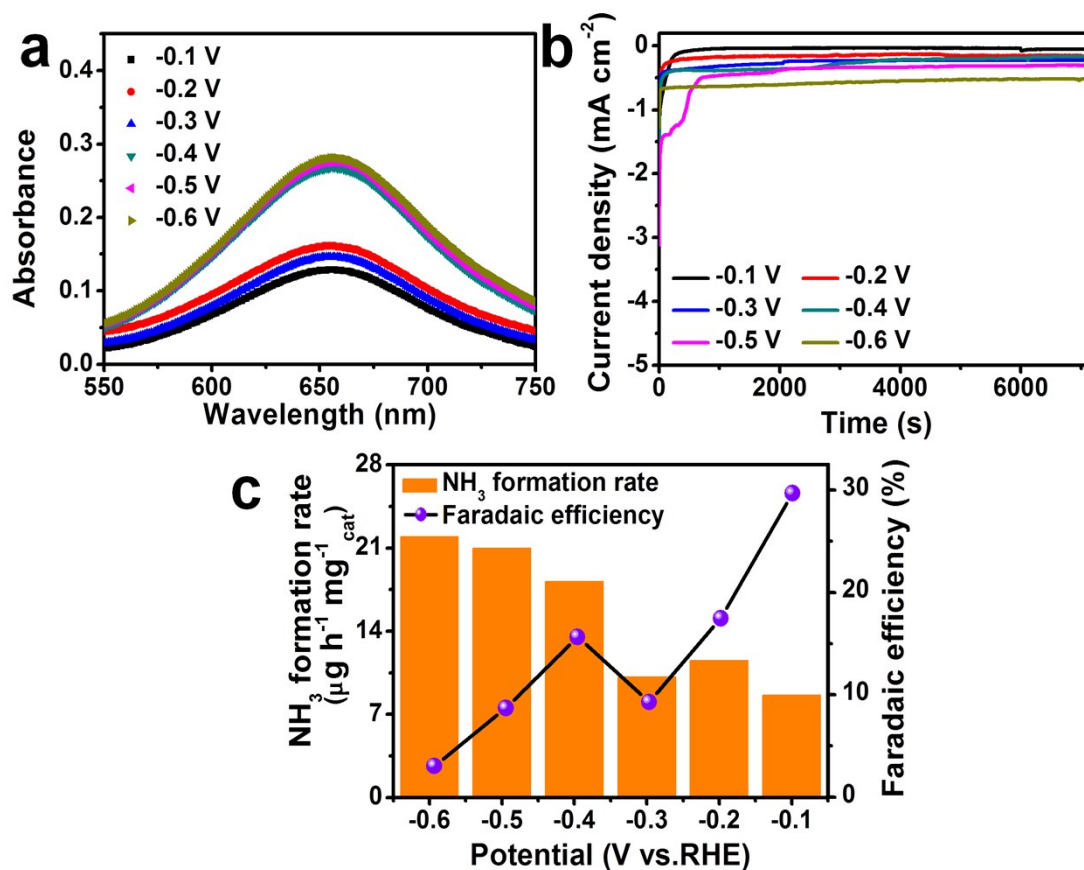 a
-0.1 V
-0.2 V
-0.3 V
-0.4 V
-0.5 V
-0.6 V
Absorbance
0.4
0.3
0.2
0.1
0.0
550
600
650
700
750
Wavelength (nm)
b
Current density (mA cm⁻²)
0
-1
-2
-3
-4
-5
-0.1 V
-0.2 V
-0.3 V
-0.4 V
-0.5 V
-0.6 V
0
2000
4000
6000
Time (s)
c
NH₃ formation rate
(μg h⁻¹ mg⁻¹cat)
28
21
14
7
0
NH₃ formation rate
Faradaic efficiency
Faradaic efficiency (%)
30
20
10
0
-0.6
-0.5
-0.4
-0.3
-0.2
-0.1
Potential (V vs.RHE)